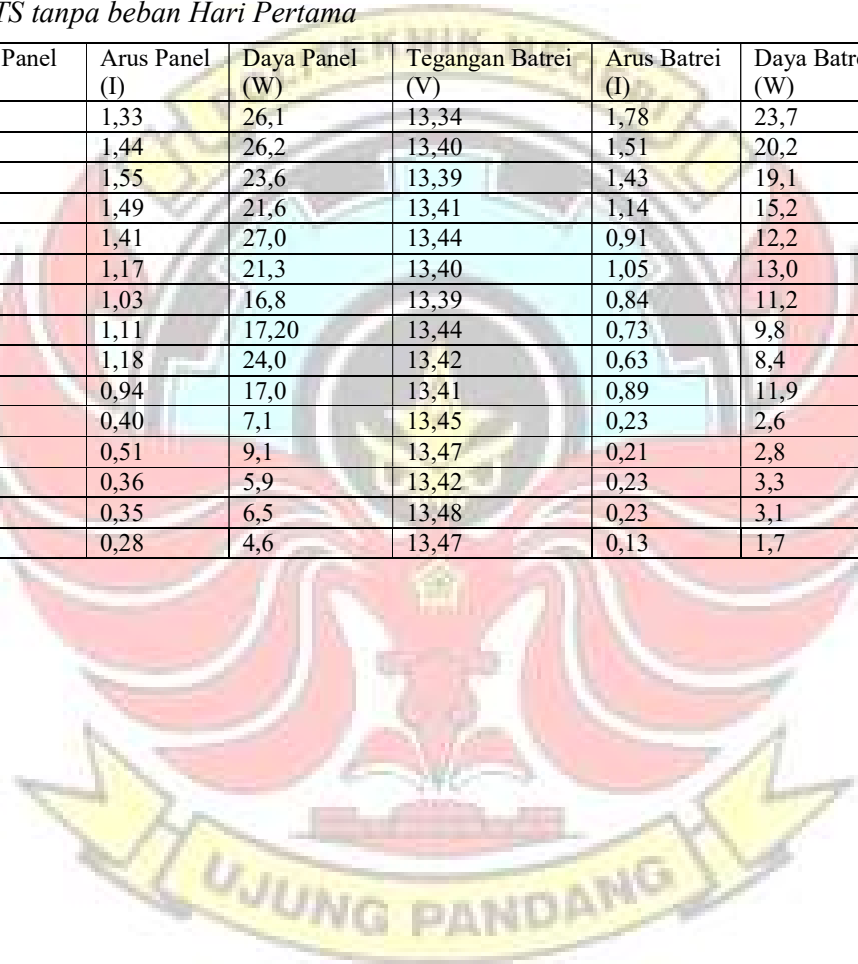 TS tanpa beban Hari Pertama
Panel | Arus Panel (I) | Daya Panel (W) | Tegangan Batrei (V) | Arus Batrei (I) | Daya Batre (W)
1,33 | 26,1 | 13,34 | 1,78 | 23,7
1,44 | 26,2 | 13,40 | 1,51 | 20,2
1,55 | 23,6 | 13,39 | 1,43 | 19,1
1,49 | 21,6 | 13,41 | 1,14 | 15,2
1,41 | 27,0 | 13,44 | 0,91 | 12,2
1,17 | 21,3 | 13,40 | 1,05 | 13,0
1,03 | 16,8 | 13,39 | 0,84 | 11,2
1,11 | 17,20 | 13,44 | 0,73 | 9,8
1,18 | 24,0 | 13,42 | 0,63 | 8,4
0,94 | 17,0 | 13,41 | 0,89 | 11,9
0,40 | 7,1 | 13,45 | 0,23 | 2,6
0,51 | 9,1 | 13,47 | 0,21 | 2,8
0,36 | 5,9 | 13,42 | 0,23 | 3,3
0,35 | 6,5 | 13,48 | 0,23 | 3,1
0,28 | 4,6 | 13,47 | 0,13 | 1,7
UJUNG PANDANG